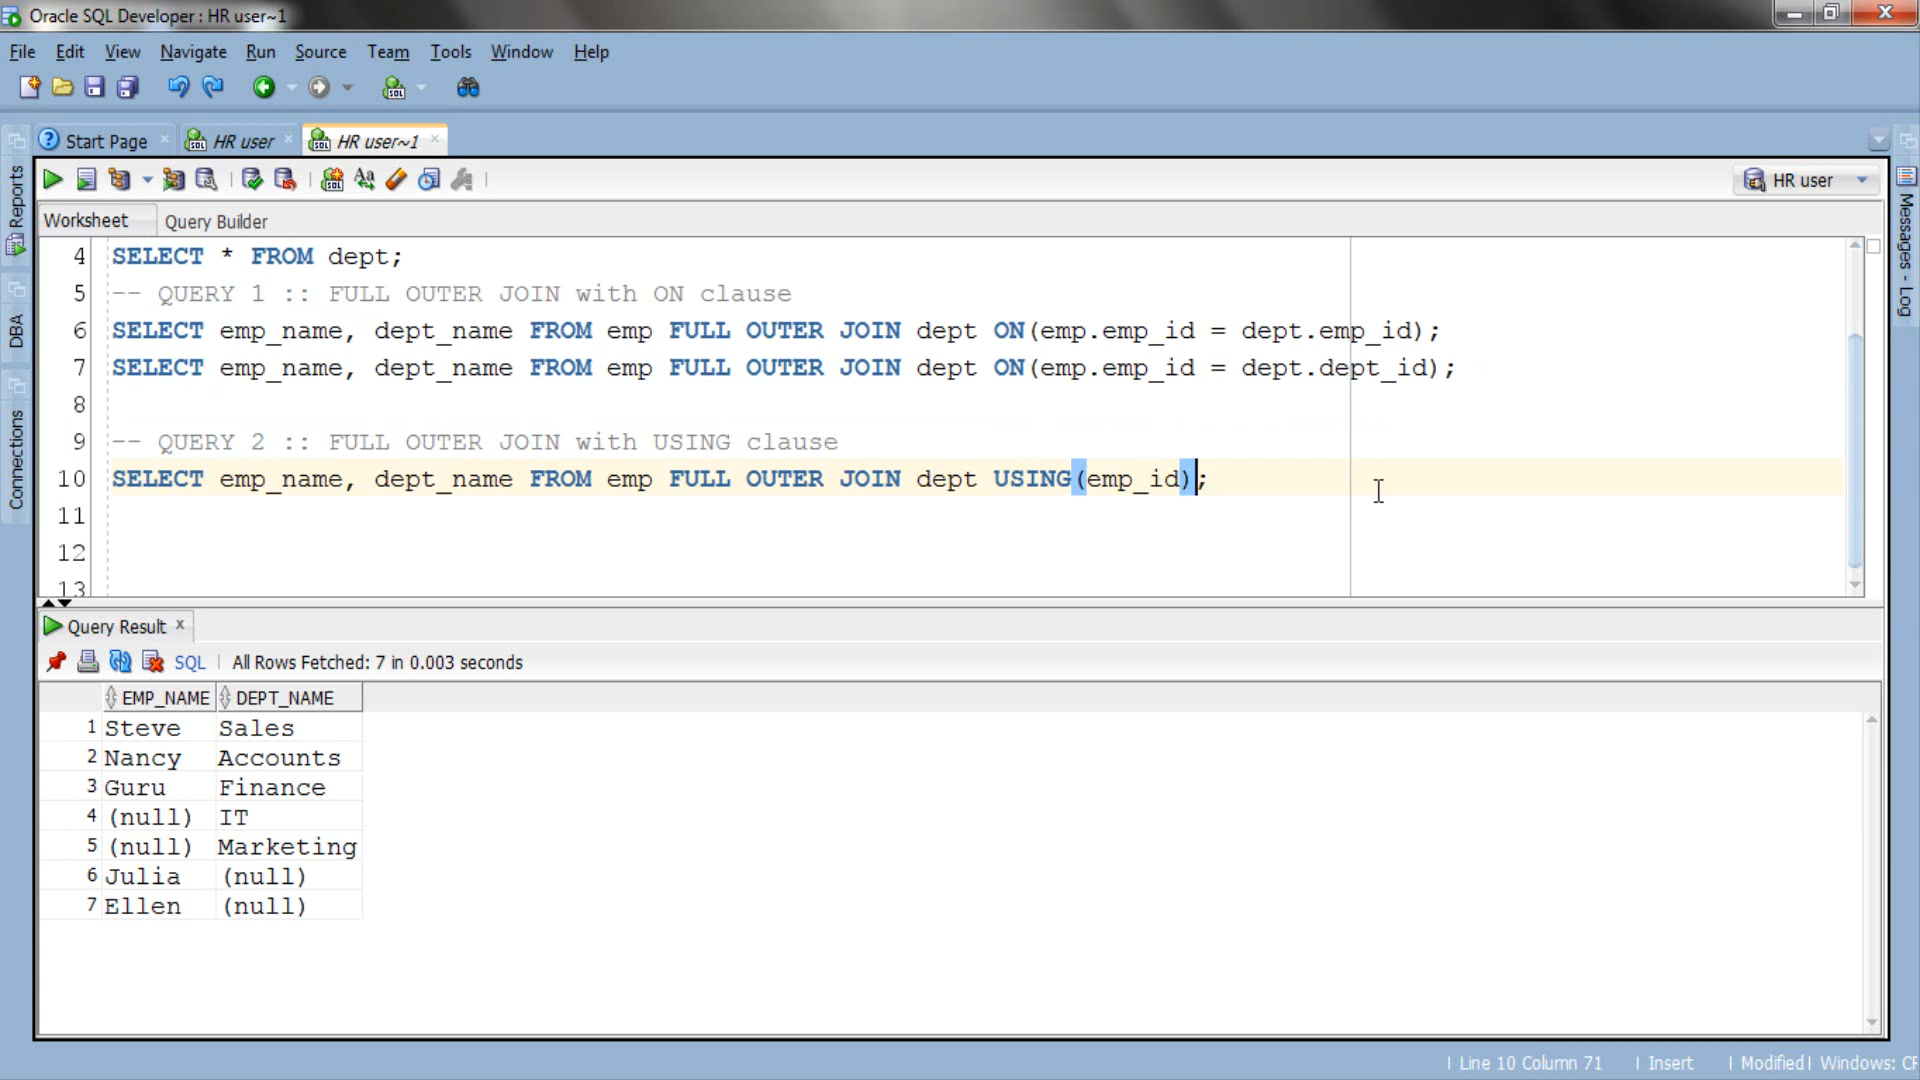 Oracle SQL Developer : HR user~1
File Edit View Navigate Run Source Team Tools Window Help
Start Page HR user HR user~1
HR user
Worksheet Query Builder
4 SELECT * FROM dept;
5 -- QUERY 1 :: FULL OUTER JOIN with ON clause
6 SELECT emp_name, dept_name FROM emp FULL OUTER JOIN dept ON(emp.emp_id = dept.emp_id);
7 SELECT emp_name, dept_name FROM emp FULL OUTER JOIN dept ON(emp.emp_id = dept.dept_id);
8
9 -- QUERY 2 :: FULL OUTER JOIN with USING clause
10 SELECT emp_name, dept_name FROM emp FULL OUTER JOIN dept USING(emp_id);
11
12
13
Reports
DBA
Connections
Messages - Log
Query Result
SQL All Rows Fetched: 7 in 0.003 seconds
EMP_NAME DEPT_NAME
1 Steve Sales
2 Nancy Accounts
3 Guru Finance
4 (null) IT
5 (null) Marketing
6 Julia (null)
7 Ellen (null)
Line 10 Column 71 Insert Modified Windows: CF